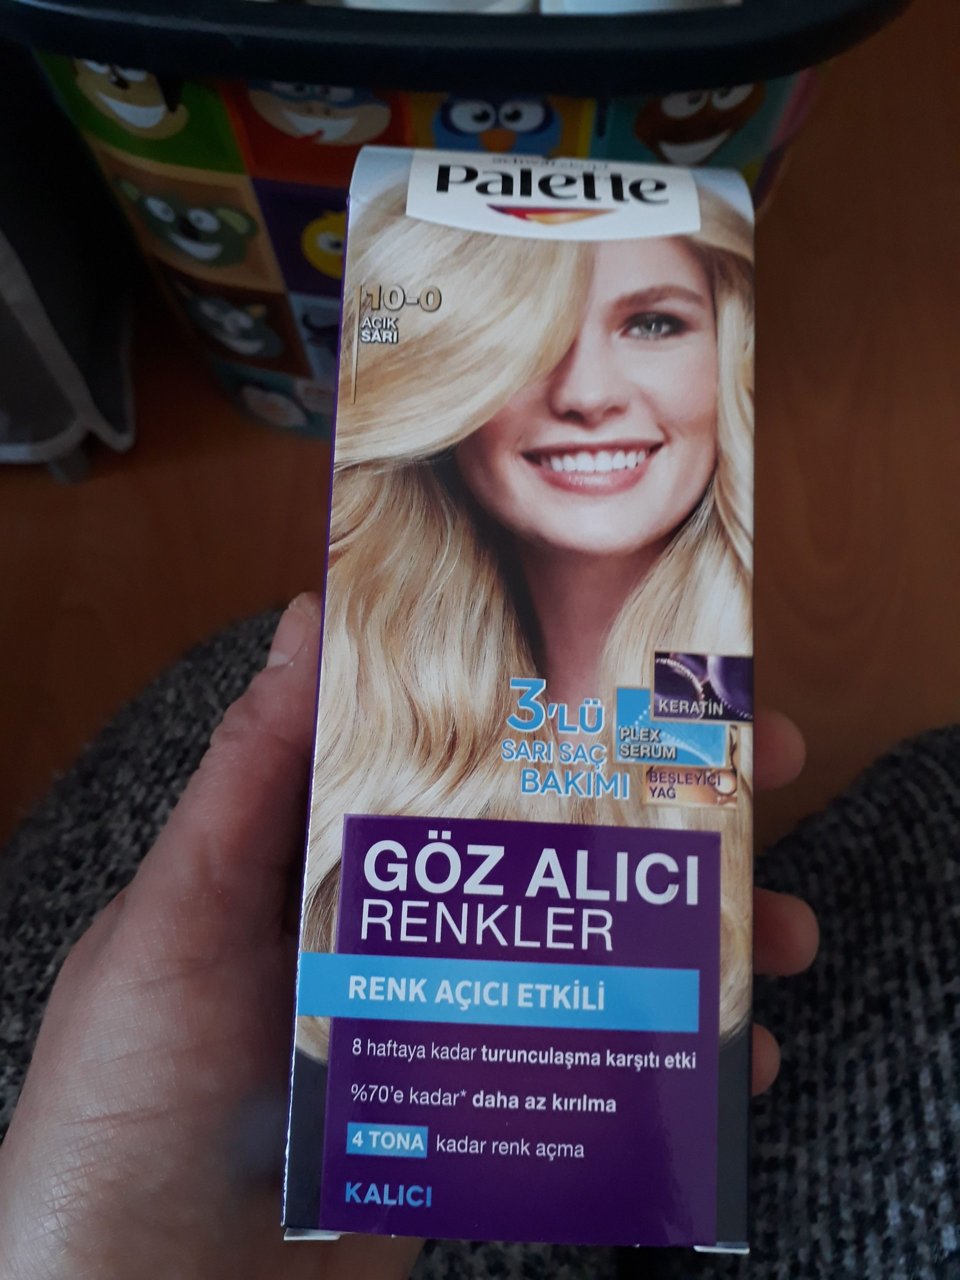 Palette
10-0
AÇIK
SARI
3'LÜ
SARI SAÇ
BAKIMI
KERATİN
PLEX
SERUM
BESLEYİCİ
YAĞ
GÖZ ALICI
RENKLER
RENK AÇICI ETKİLİ
8 haftaya kadar turunculaşma karşıtı etki
%70'e kadar* daha az kırılma
4 TONA kadar renk açma
KALICI